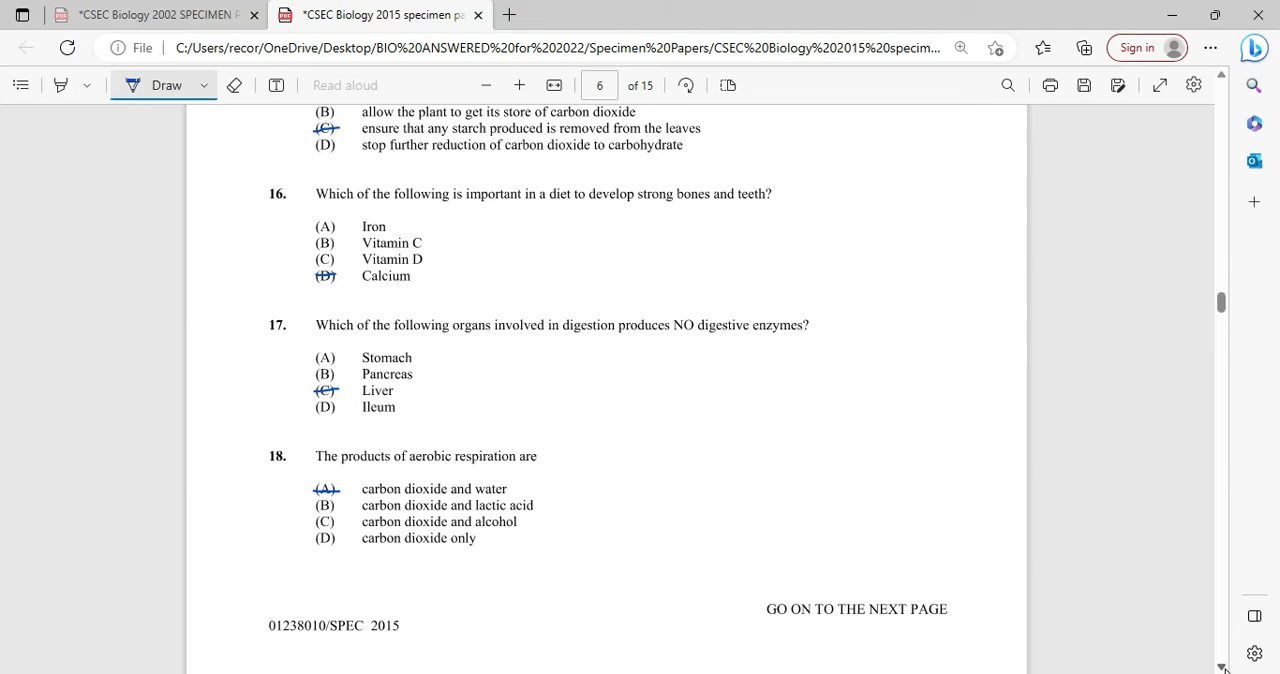 *CSEC Biology 2002 SPECIMEN P
*CSEC Biology 2015 specimen pa
File
C:/Users/recor/OneDrive/Desktop/BIO%20ANSWERED%20for%202022/Specimen%20Papers/CSEC%20Biology%202015%20specim...
Sign in
Draw
Read aloud
6 of 15
(B) allow the plant to get its store of carbon dioxide
(C) ensure that any starch produced is removed from the leaves
(D) stop further reduction of carbon dioxide to carbohydrate
16. Which of the following is important in a diet to develop strong bones and teeth?
(A) Iron
(B) Vitamin C
(C) Vitamin D
(D) Calcium
17. Which of the following organs involved in digestion produces NO digestive enzymes?
(A) Stomach
(B) Pancreas
(C) Liver
(D) Ileum
18. The products of aerobic respiration are
(A) carbon dioxide and water
(B) carbon dioxide and lactic acid
(C) carbon dioxide and alcohol
(D) carbon dioxide only
GO ON TO THE NEXT PAGE
01238010/SPEC 2015